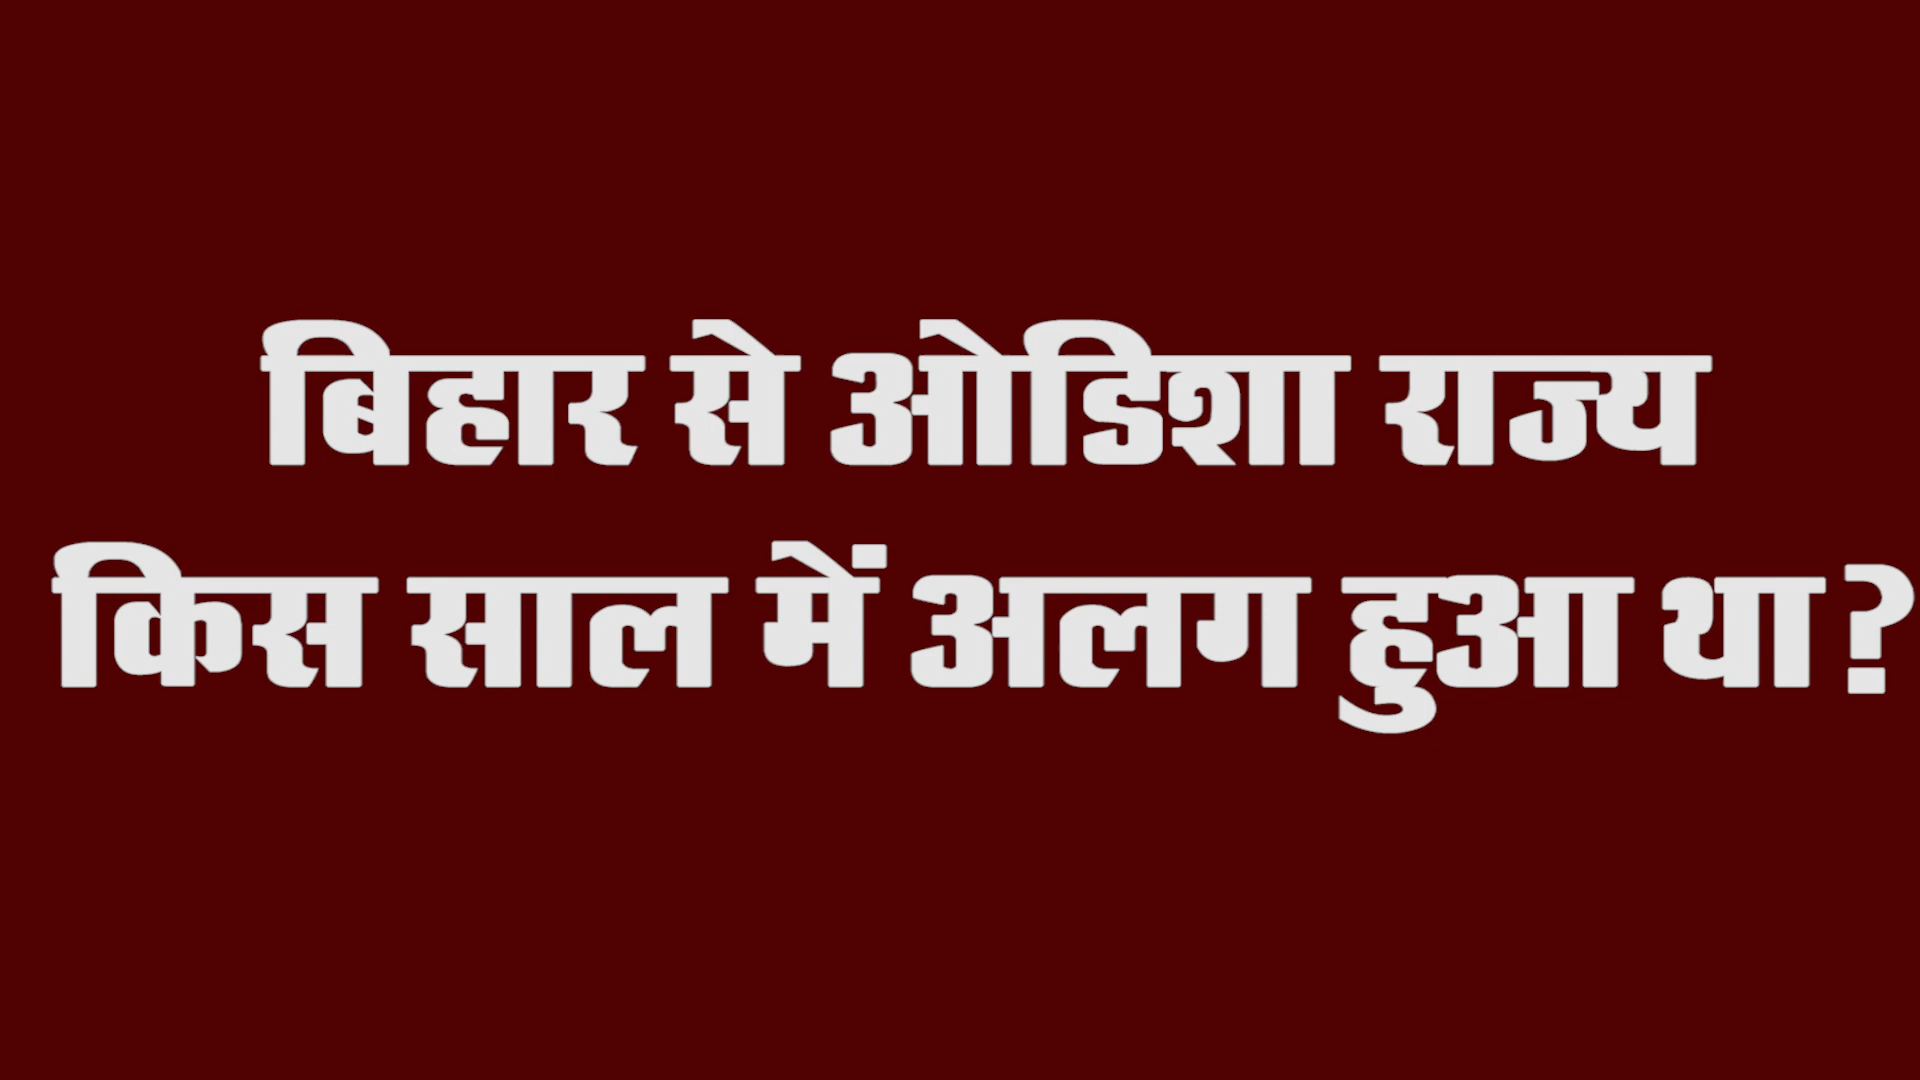 बिहार से ओडिशा राज्य
किस साल में अलग हुआ था?